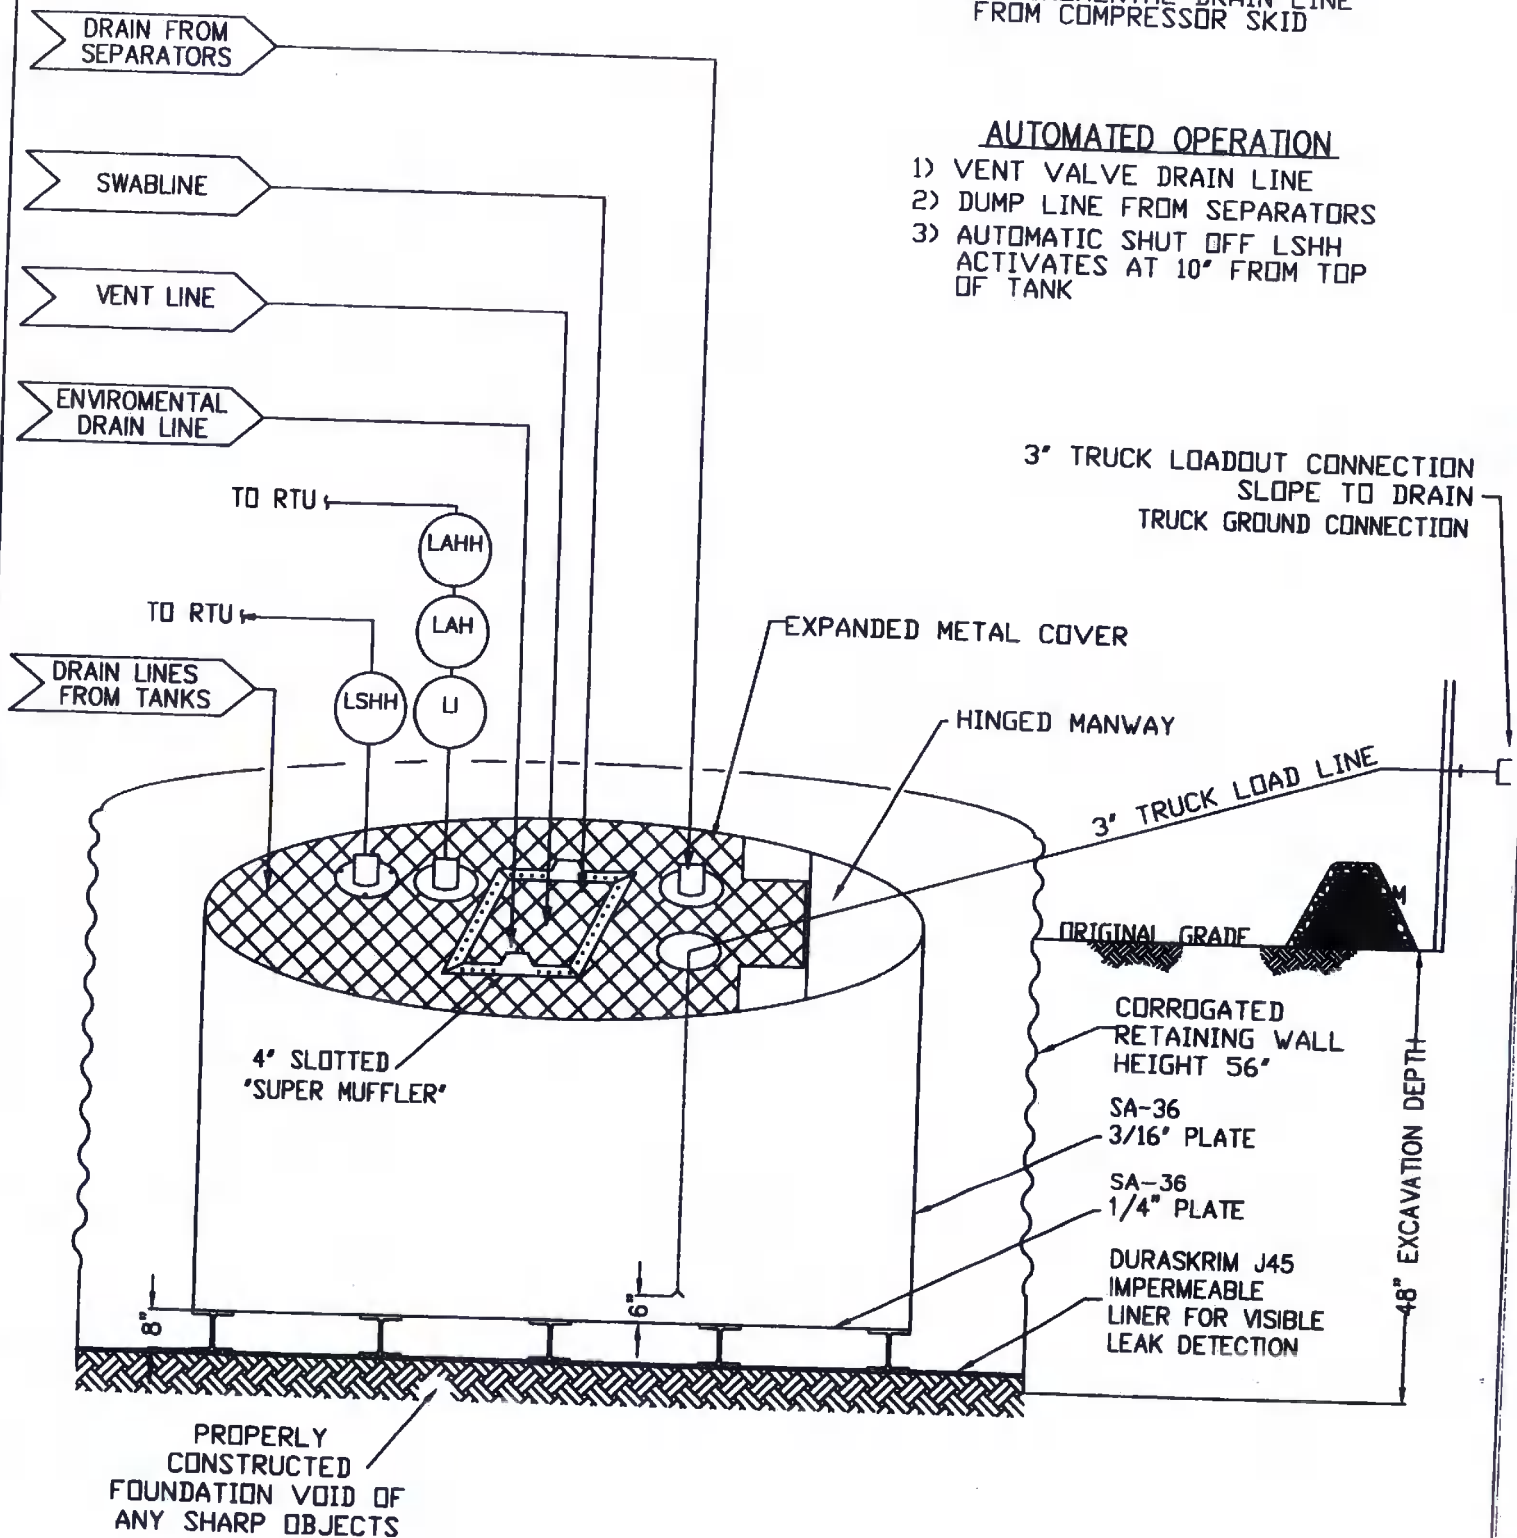 DRAIN LINE
FROM COMPRESSOR SKID
DRAIN FROM
SEPARATORS
AUTOMATED OPERATION
1) VENT VALVE DRAIN LINE
2) DUMP LINE FROM SEPARATORS
3) AUTOMATIC SHUT OFF LSHH
ACTIVATES AT 10" FROM TOP
OF TANK
SWABLINE
VENT LINE
ENVIROMENTAL
DRAIN LINE
3" TRUCK LOADOUT CONNECTION
SLOPE TO DRAIN
TRUCK GROUND CONNECTION
TO RTU
LAHH
TO RTU
LAH
EXPANDED METAL COVER
DRAIN LINES
FROM TANKS
LSHH
LI
HINGED MANWAY
3" TRUCK LOAD LINE
ORIGINAL GRADE
M
CORROGATED
RETAINING WALL
HEIGHT 56"
4" SLOTTED
"SUPER MUFFLER"
SA-36
3/16" PLATE
SA-36
1/4" PLATE
48" EXCAVATION DEPTH
DURASKRIM J45
IMPERMEABLE
LINER FOR VISIBLE
LEAK DETECTION
8"
6"
PROPERLY
CONSTRUCTED
FOUNDATION VOID OF
ANY SHARP OBJECTS